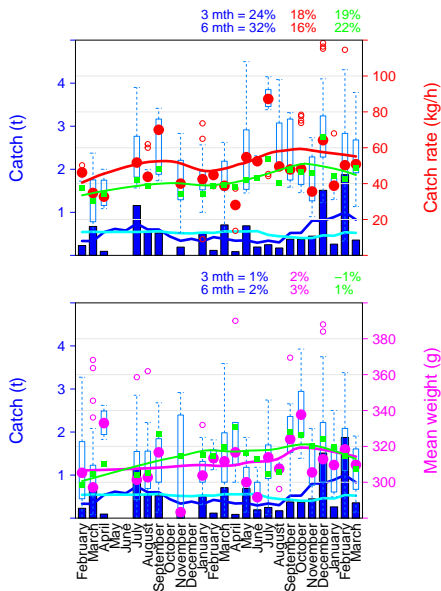 3 mth = 24% 18% 19%
6 mth = 32% 16% 22%
Catch (t)
4
3
2
1
Catch rate (kg/h)
100
80
60
40
20
3 mth = 1% 2% −1%
6 mth = 2% 3% 1%
Catch (t)
4
3
2
1
Mean weight (g)
380
360
340
320
300
February
March
April
May
June
July
August
September
October
November
December
January
February
March
April
May
June
July
August
September
October
November
December
January
February
March